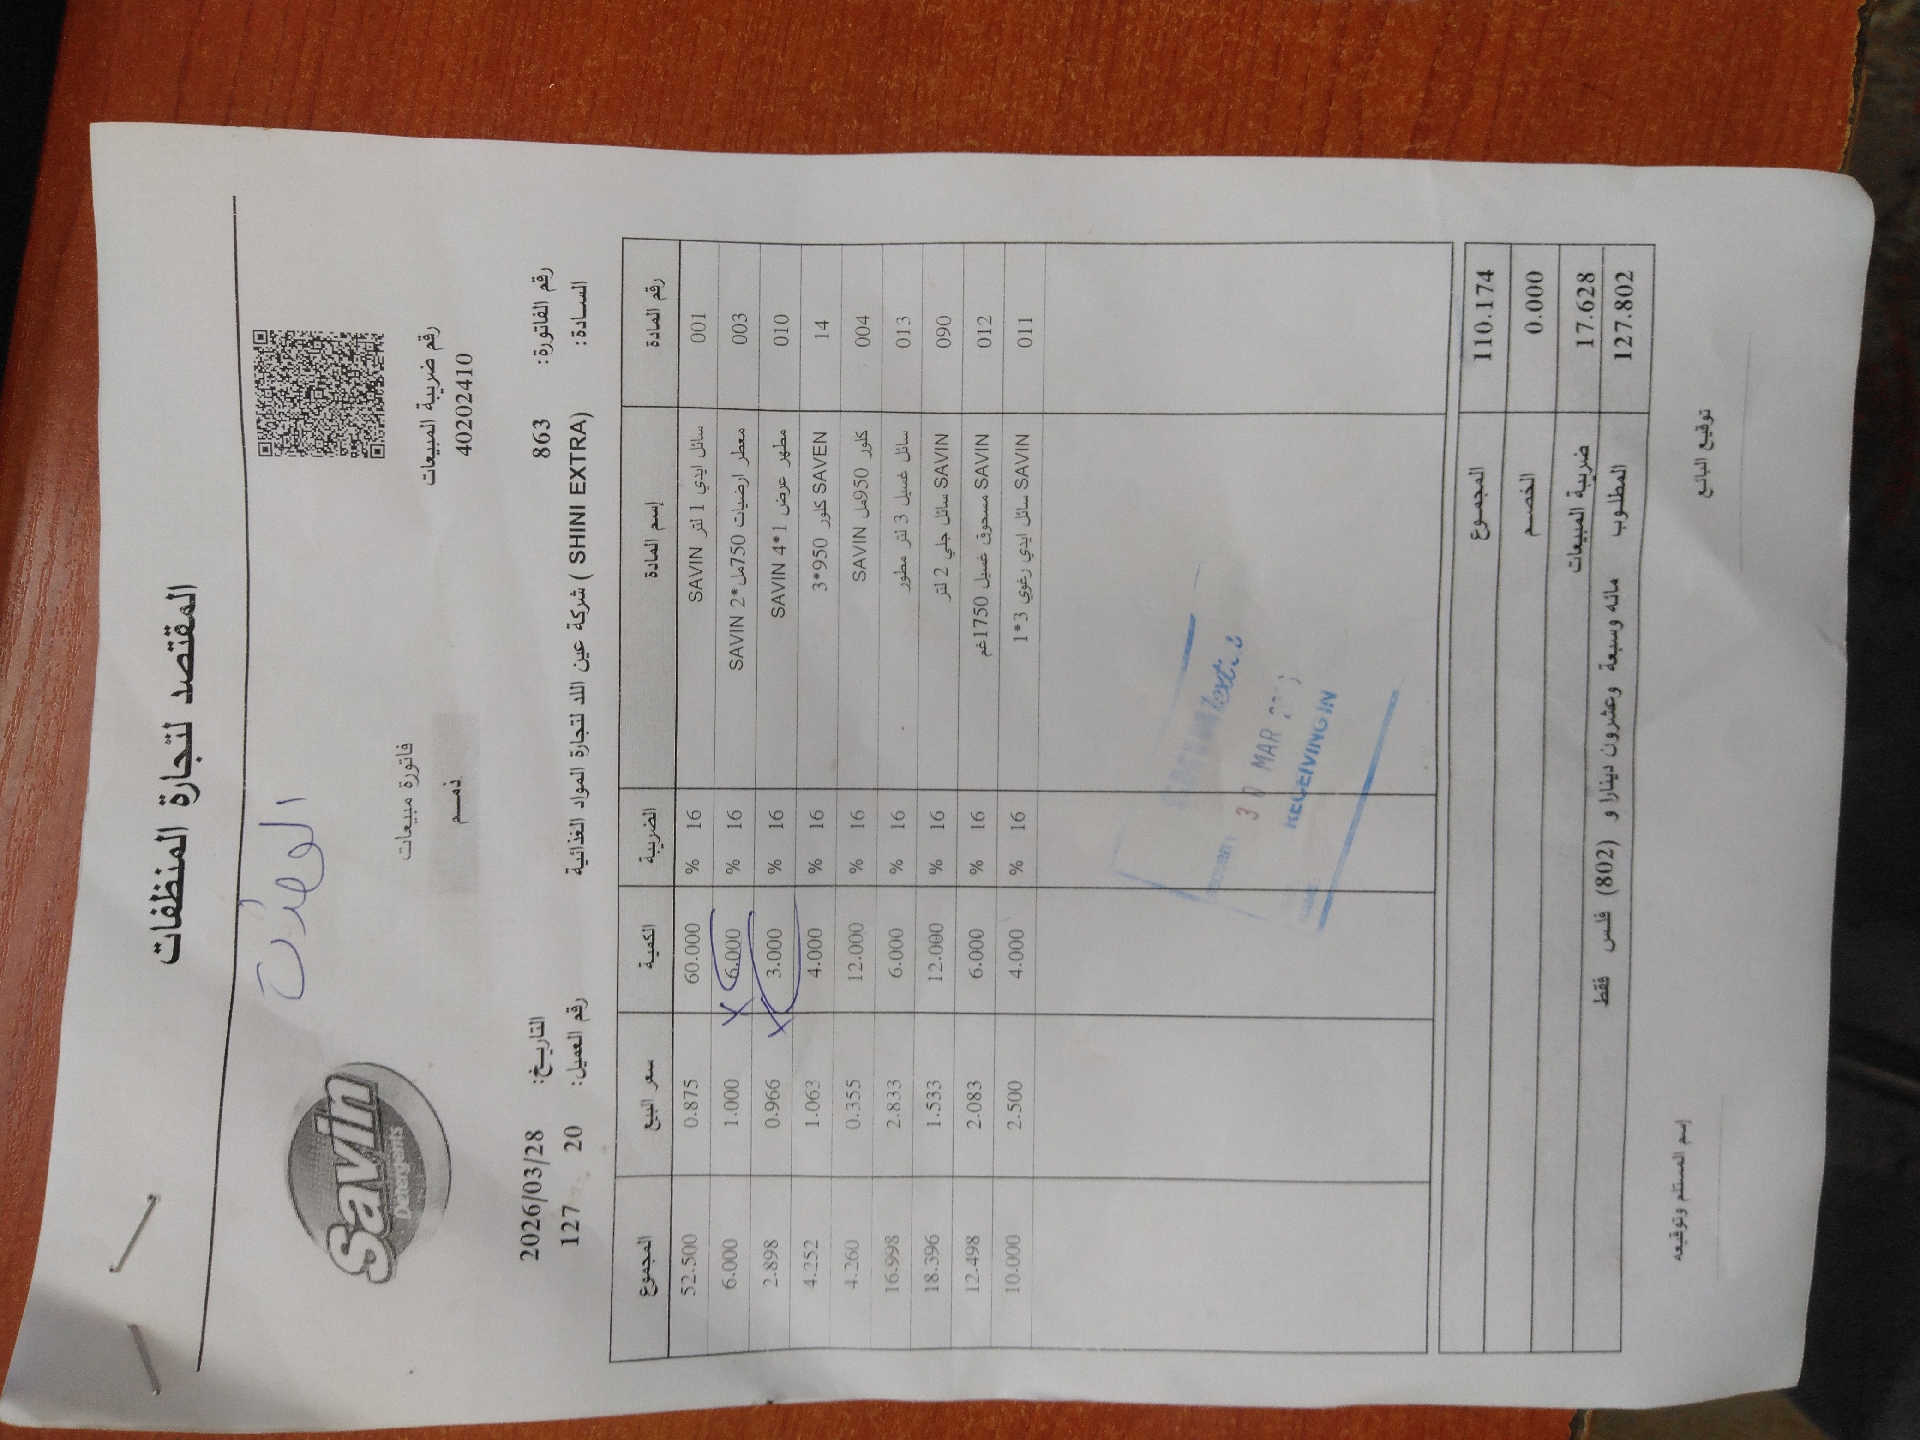 المقتصد لتجارة المنظفات
Savin
Detergents
الوحدات
فاتورة مبيعات
ذمم
رقم ضريبة المبيعات
40202410
رقم الفاتورة: 863
التاريخ: 2026/03/28
السادة: شركة عين اللد لتجارة المواد الغذائية ( SHINI EXTRA)
رقم العميل: 20 127
رقم المادة إسم المادة الضريبة الكمية سعر البيع المجموع
001 سائل ايدي 1 لتر SAVIN 16 % 60.000 0.875 52.500
003 معطر ارضيات 750مل*2 SAVIN 16 % 6.000 1.000 6.000
010 مطهر عرض 1*4 SAVIN 16 % 3.000 0.966 2.898
14 SAVEN كلور 950*3 16 % 4.000 1.063 4.252
004 كلور 950مل SAVIN 16 % 12.000 0.355 4.260
013 سائل غسيل 3 لتر مطور 16 % 6.000 2.833 16.998
090 SAVIN سائل جلي 2 لتر 16 % 12.000 1.533 18.396
012 SAVIN مسحوق غسيل 1750غم 16 % 6.000 2.083 12.498
011 SAVIN سائل ايدي رغوي 3*1 16 % 4.000 2.500 10.000
30 MAR
RECEIVING IN
المجموع 110.174
الخصم 0.000
ضريبة المبيعات 17.628
المطلوب مائه وسبعة وعشرون دينارا و (802) فلس فقط 127.802
توقيع البائع
إسم المستلم وتوقيعه